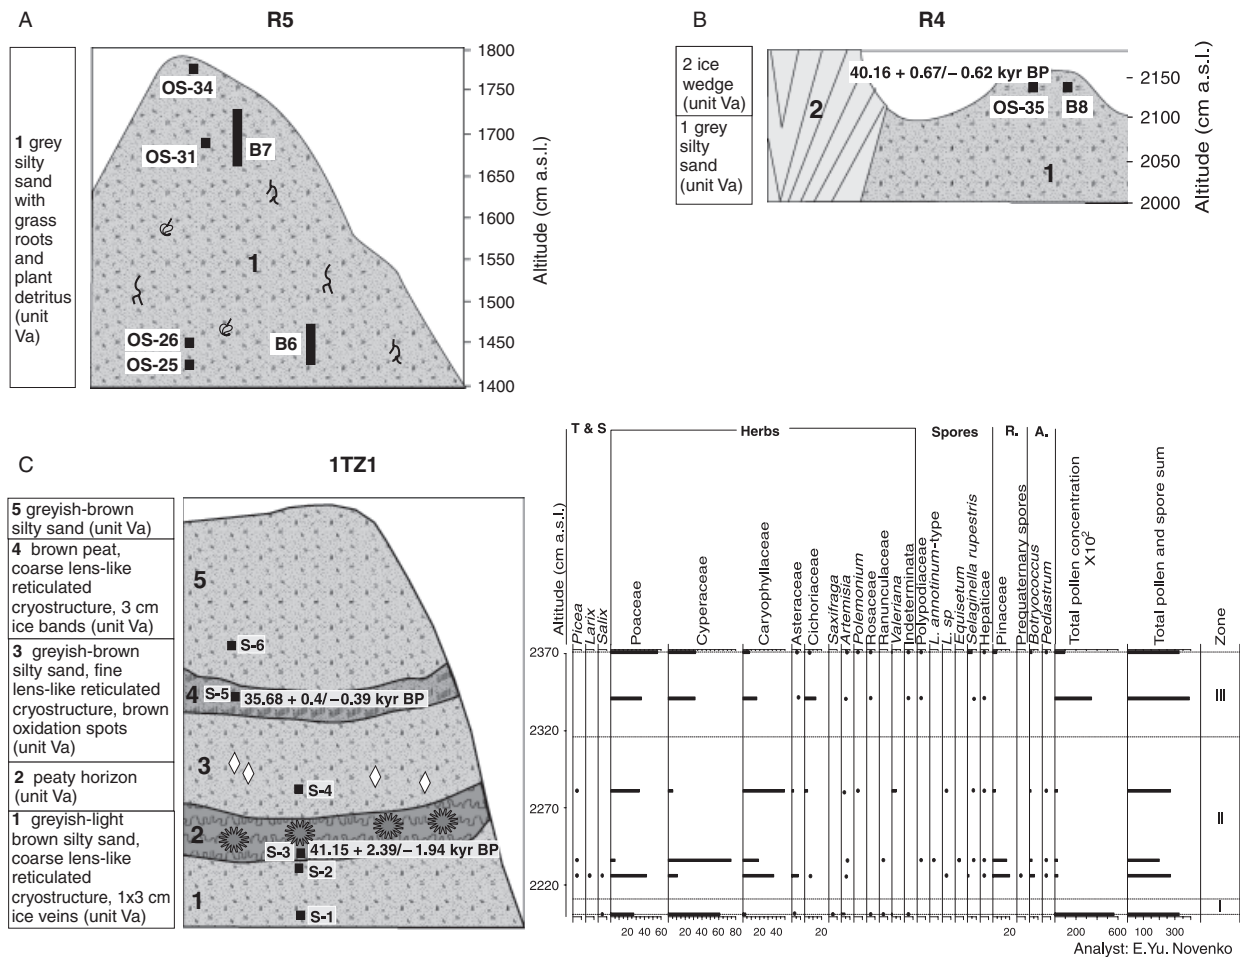 A
R5
1 grey
silty
sand
with
grass
roots
and
plant
detritus
(unit
Va)
OS-34
OS-31
B7
1
OS-26
OS-25
B6
1800
1750
1700
1650
1600
1550
1500
1450
1400
Altitude (cm a.s.l.)
B
R4
2 ice
wedge
(unit Va)
1 grey
silty
sand
(unit Va)
40.16 + 0.67/− 0.62 kyr BP
2
OS-35
B8
1
2150
2100
2050
2000
Altitude (cm a.s.l.)
C
1TZ1
5 greyish-brown
silty sand (unit Va)
4 brown peat,
coarse lens-like
reticulated
cryostructure, 3 cm
ice bands (unit Va)
3 greyish-brown
silty sand, fine
lens-like reticulated
cryostructure, brown
oxidation spots
(unit Va)
2 peaty horizon
(unit Va)
1 greyish-light
brown silty sand,
coarse lens-like
reticulated
cryostructure, 1x3 cm
ice veins (unit Va)
5
S-6
4
S-5
35.68 + 0.4/−0.39 kyr BP
3
S-4
2
S-3
41.15 + 2.39/− 1.94 kyr BP
S-2
1
S-1
T & S
Herbs
Spores
R.
A.
Altitude (cm a.s.l.)
Picea
Larix
Salix
Poaceae
Cyperaceae
Caryophyllaceae
Asteraceae
Cichoriaceae
Saxifraga
Artemisia
Polemonium
Rosaceae
Ranunculaceae
Valeriana
Indeterminata
Polypodiaceae
L. annotinum-type
L. sp
Equisetum
Selaginella rupestris
Hepaticae
Pinaceae
Prequaternary spores
Botryococcus
Pediastrum
Total pollen concentration
X10²
Total pollen and spore sum
Zone
2370
2320
2270
2220
III
II
I
20 40 60
20 40 60 80
20 40
20
20
200 600
100 300
Analyst: E.Yu. Novenko